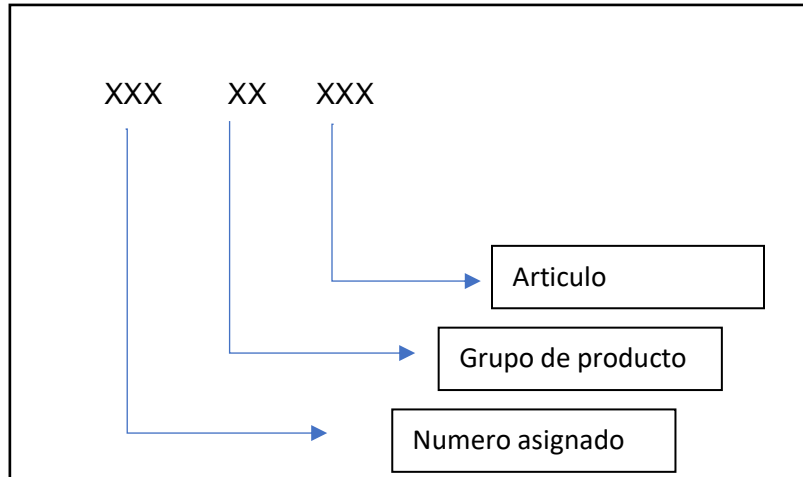 XXX XX XXX
Articulo
Grupo de producto
Numero asignado